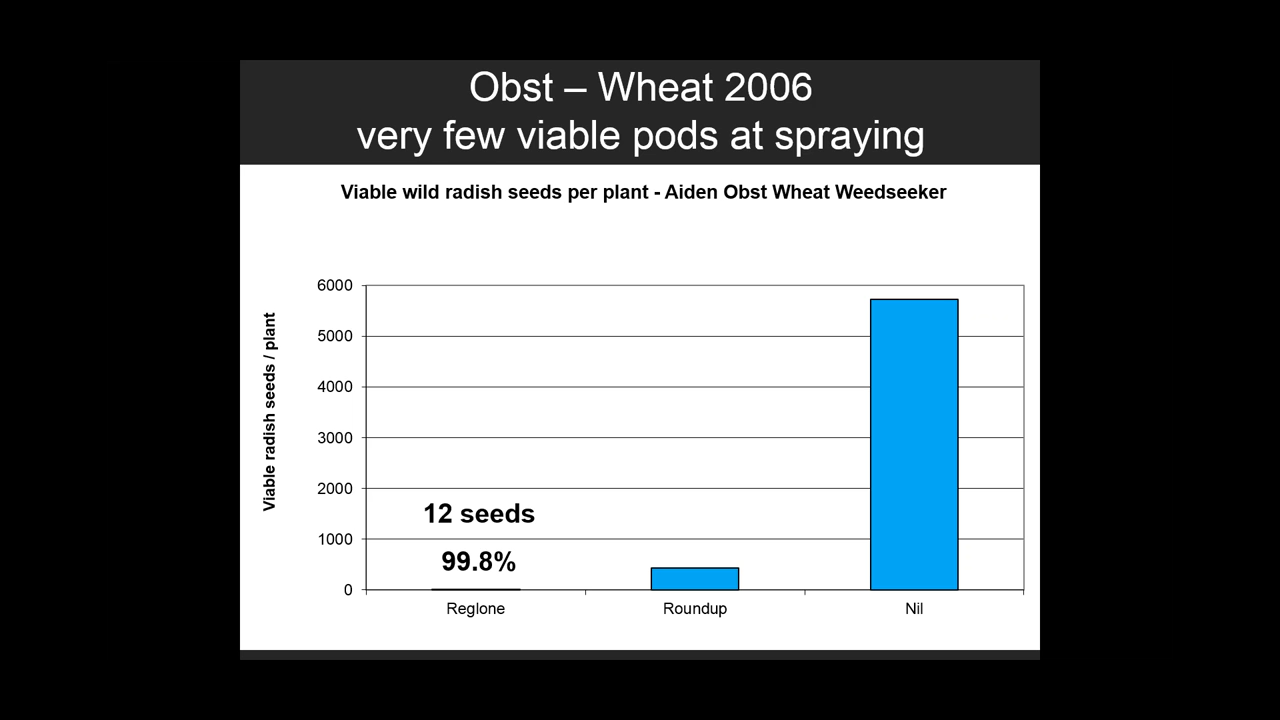 Obst – Wheat 2006
very few viable pods at spraying
Viable wild radish seeds per plant - Aiden Obst Wheat Weedseeker
Viable radish seeds / plant
6000
5000
4000
3000
2000
1000
0
12 seeds
99.8%
Reglone
Roundup
Nil